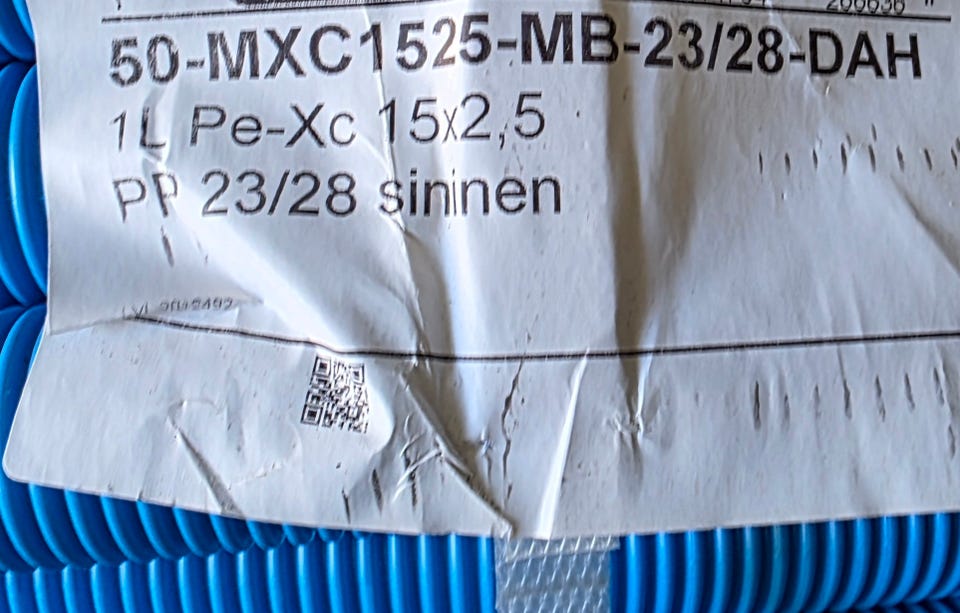 50-MXC1525-MB-23/28-DAH
1L Pe-Xc 15x2,5
PP 23/28 sininen